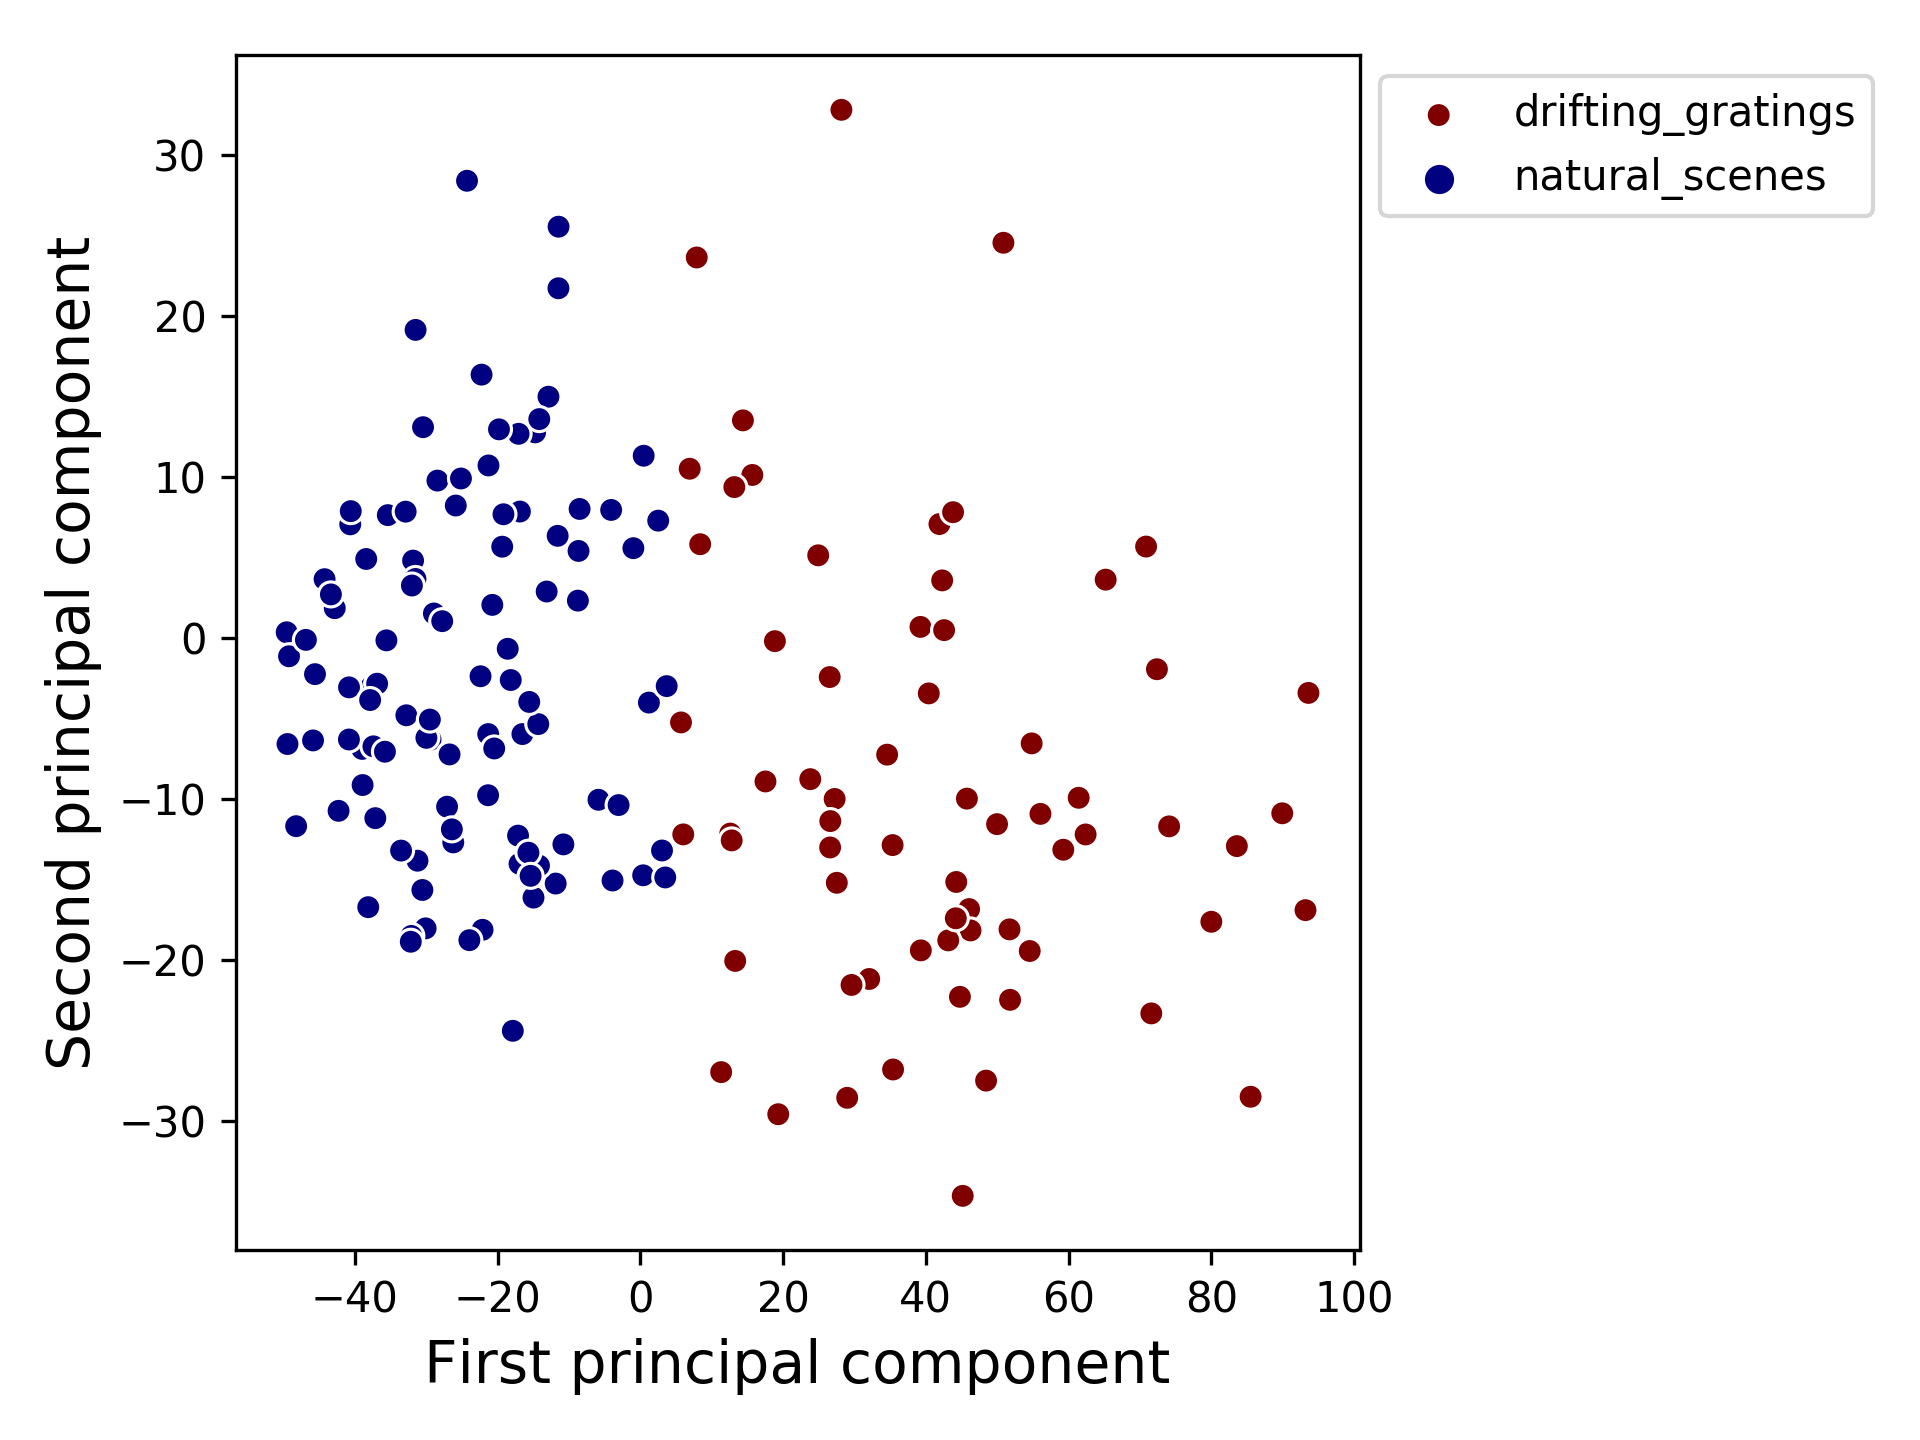 drifting_gratings
natural_scenes
Second principal component
30
20
10
0
−10
−20
−30
−40 −20 0 20 40 60 80 100
First principal component